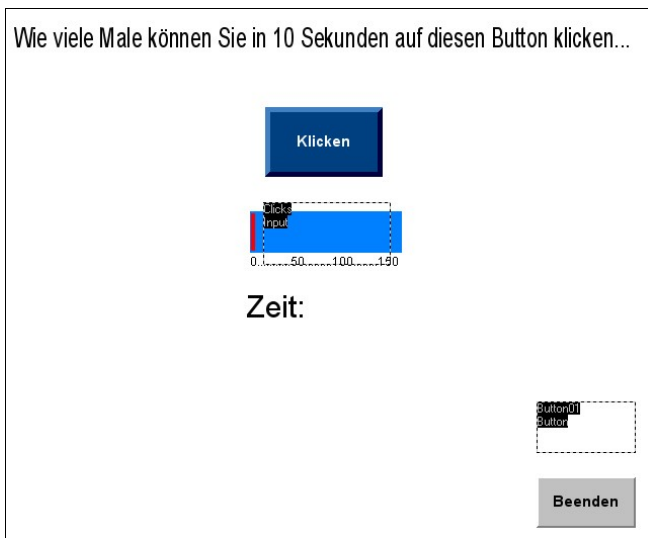 Wie viele Male können Sie in 10 Sekunden auf diesen Button klicken...
Klicken
Clicks
Input
0 50 100 150
Zeit:
Button01
Button
Beenden